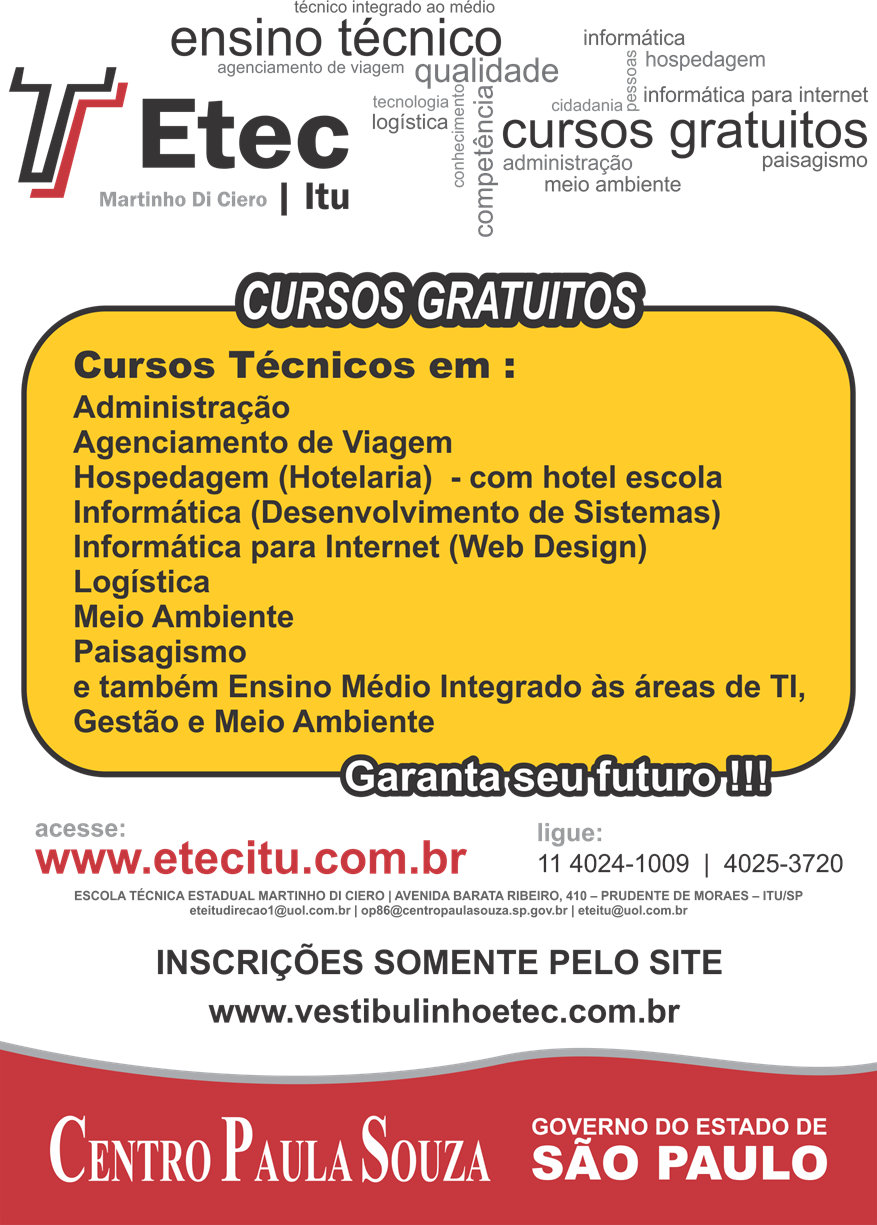 técnico integrado ao médio
ensino técnico
informática
agenciamento de viagem
qualidade
pessoas
hospedagem
tecnologia
conhecimento
competência
cidadania
informática para internet
logística
cursos gratuitos
administração
paisagismo
meio ambiente
Etec
Martinho Di Ciero | Itu
CURSOS GRATUITOS
Cursos Técnicos em :
Administração
Agenciamento de Viagem
Hospedagem (Hotelaria) - com hotel escola
Informática (Desenvolvimento de Sistemas)
Informática para Internet (Web Design)
Logística
Meio Ambiente
Paisagismo
e também Ensino Médio Integrado às áreas de TI,
Gestão e Meio Ambiente
Garanta seu futuro !!!
acesse:
www.etecitu.com.br
ligue:
11 4024-1009 | 4025-3720
ESCOLA TÉCNICA ESTADUAL MARTINHO DI CIERO | AVENIDA BARATA RIBEIRO, 410 – PRUDENTE DE MORAES – ITU/SP
eteitudirecao1@uol.com.br | op86@centropaulasouza.sp.gov.br | eteitu@uol.com.br
INSCRIÇÕES SOMENTE PELO SITE
www.vestibulinhoetec.com.br
CENTRO PAULA SOUZA
GOVERNO DO ESTADO DE
SÃO PAULO